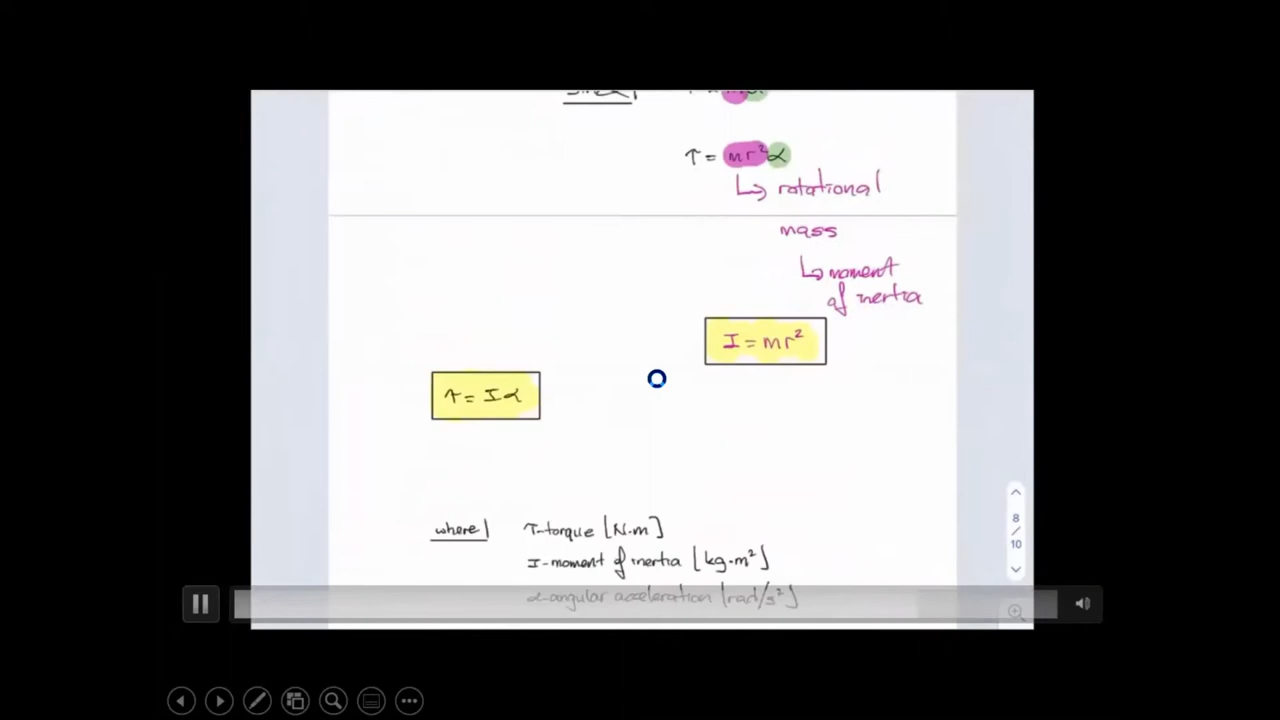 τ = mr²α
↳ rotational
mass
↳ moment
of inertia
I = mr²
τ = Iα
where| τ-torque [N·m]
I-moment of inertia [kg·m²]
α-angular acceleration [rad/s²]
8
/
10